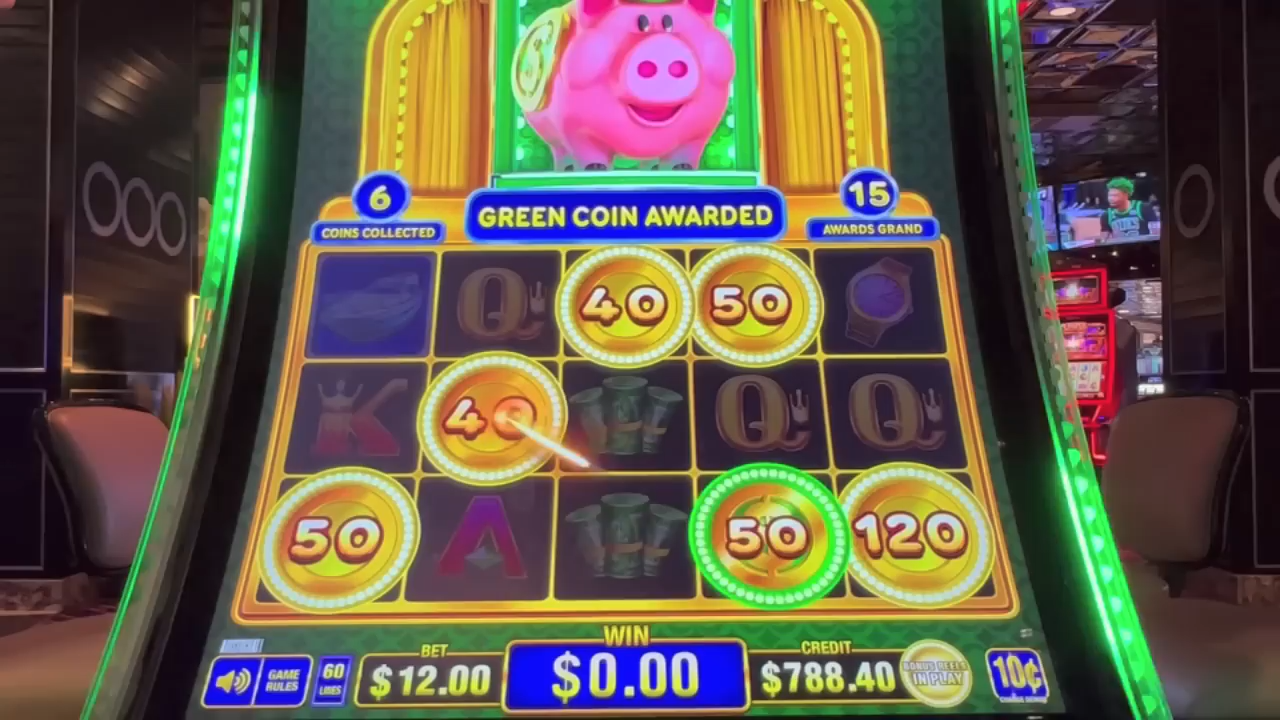 $
6
15
COINS COLLECTED
GREEN COIN AWARDED
AWARDS GRAND
Q
40
50
K
40
Q
Q
50
A
50
120
WIN
BET
CREDIT
GAME
RULES
60
LINES
$12.00
$0.00
$788.40
BONUS REELS
IN PLAY
10¢